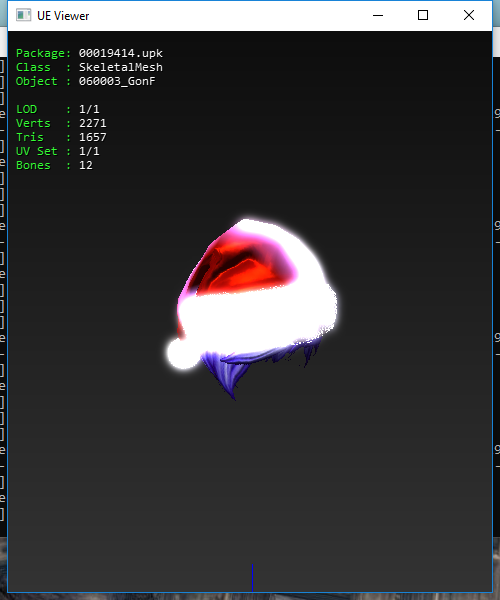 UE Viewer
Package: 00019414.upk
Class : SkeletalMesh
Object : 060003_GonF
LOD : 1/1
Verts : 2271
Tris : 1657
UV Set : 1/1
Bones : 12